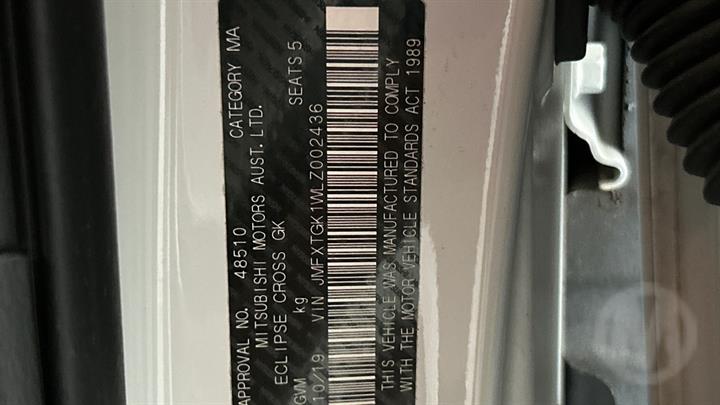 APPROVAL NO. 48510 CATEGORY MA
MITSUBISHI MOTORS AUST. LTD.
ECLIPSE CROSS GK
GVM kg SEATS 5
10/19 VIN JMFXTGK1WLZ002436
THIS VEHICLE WAS MANUFACTURED TO COMPLY
WITH THE MOTOR VEHICLE STANDARDS ACT 1989